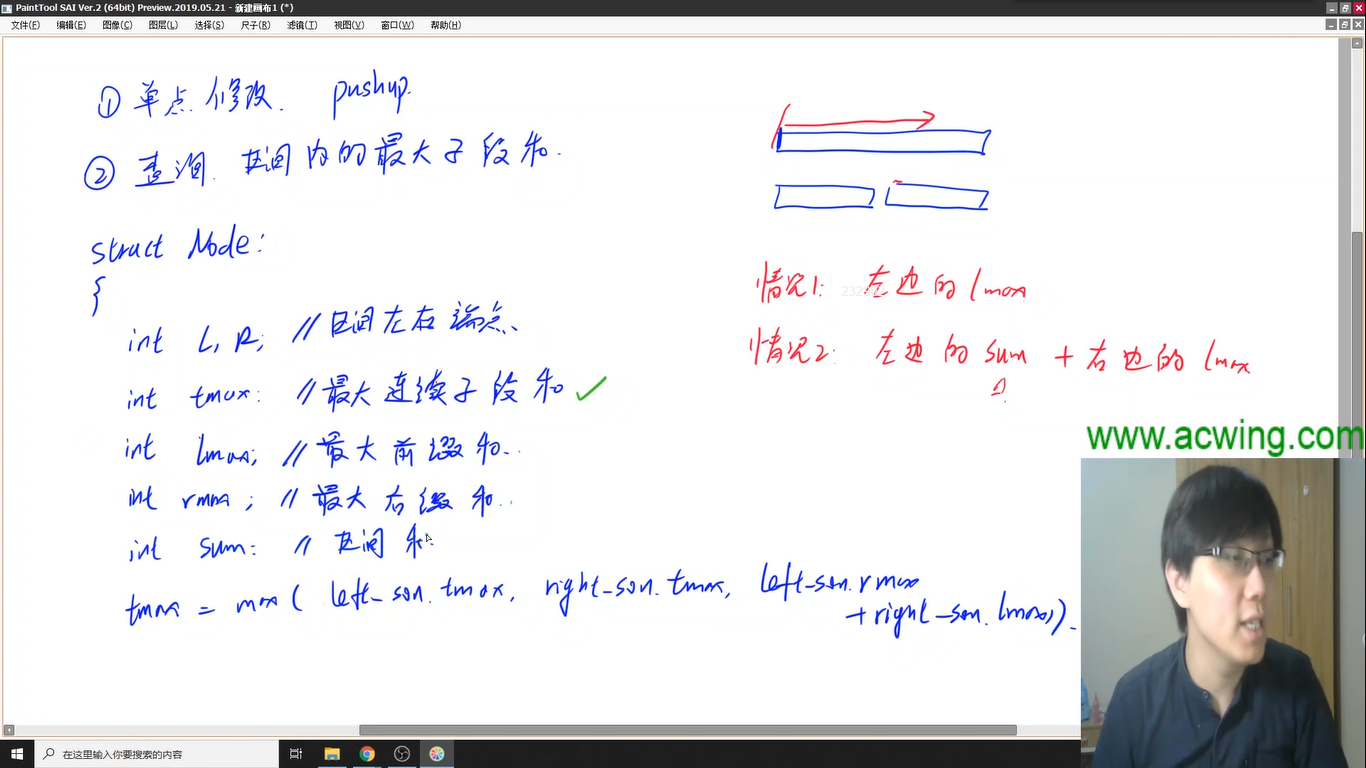 PaintTool SAI Ver.2 (64bit) Preview.2019.05.21 - 新建画布1 (*)
文件(F) 编辑(E) 图像(C) 图层(L) 选择(S) 尺子(R) 滤镜(T) 视图(V) 窗口(W) 帮助(H)
① 单点修改. pushup.
② 查询. 区间内的最大子段和.
struct Node:
{
int L, R; // 区间左右端点.
int tmax: // 最大连续子段和 ✓
int lmax; // 最大前缀和.
int rmax; // 最大右缀和.
int sum: // 区间和.
tmax = max( left_son.tmax, right_son.tmax, left_son.rmax
+ right_son.lmax)).
情况1: 左边的 lmax
情况2: 左边的 sum + 右边的 lmax
www.acwing.com
在这里输入你要搜索的内容